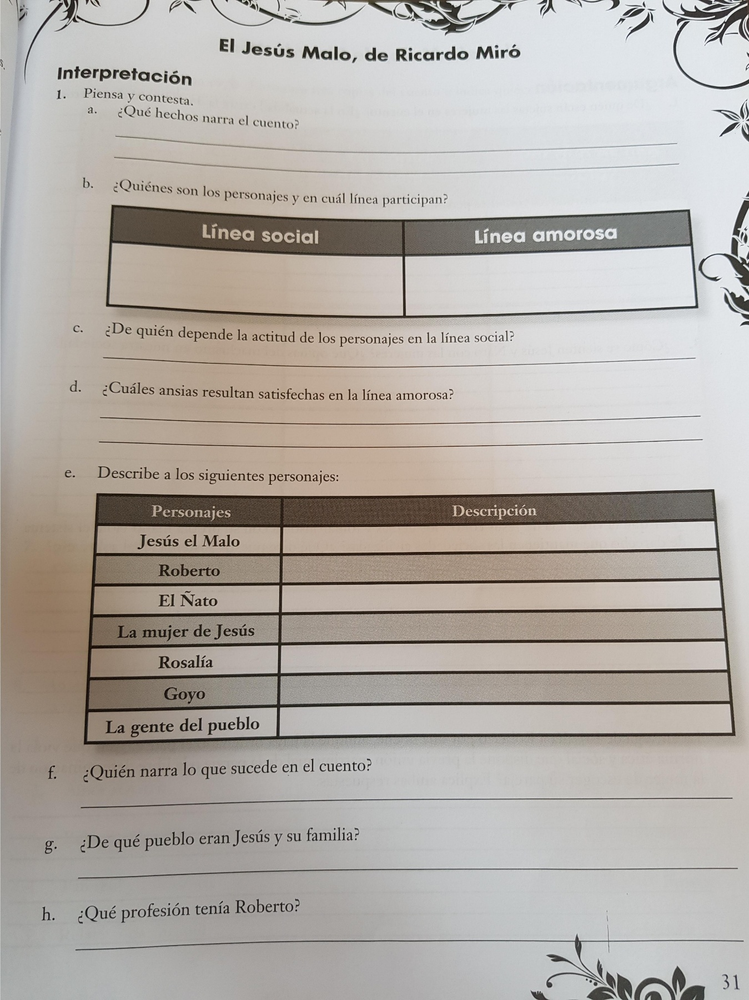 El Jesús Malo, de Ricardo Miró
Interpretación
1. Piensa y contesta.
a. ¿Qué hechos narra el cuento?
b. ¿Quiénes son los personajes y en cuál línea participan?
Línea social Línea amorosa
c. ¿De quién depende la actitud de los personajes en la línea social?
d. ¿Cuáles ansias resultan satisfechas en la línea amorosa?
e. Describe a los siguientes personajes:
Personajes Descripción
Jesús el Malo
Roberto
El Ñato
La mujer de Jesús
Rosalía
Goyo
La gente del pueblo
f. ¿Quién narra lo que sucede en el cuento?
g. ¿De qué pueblo eran Jesús y su familia?
h. ¿Qué profesión tenía Roberto?
31